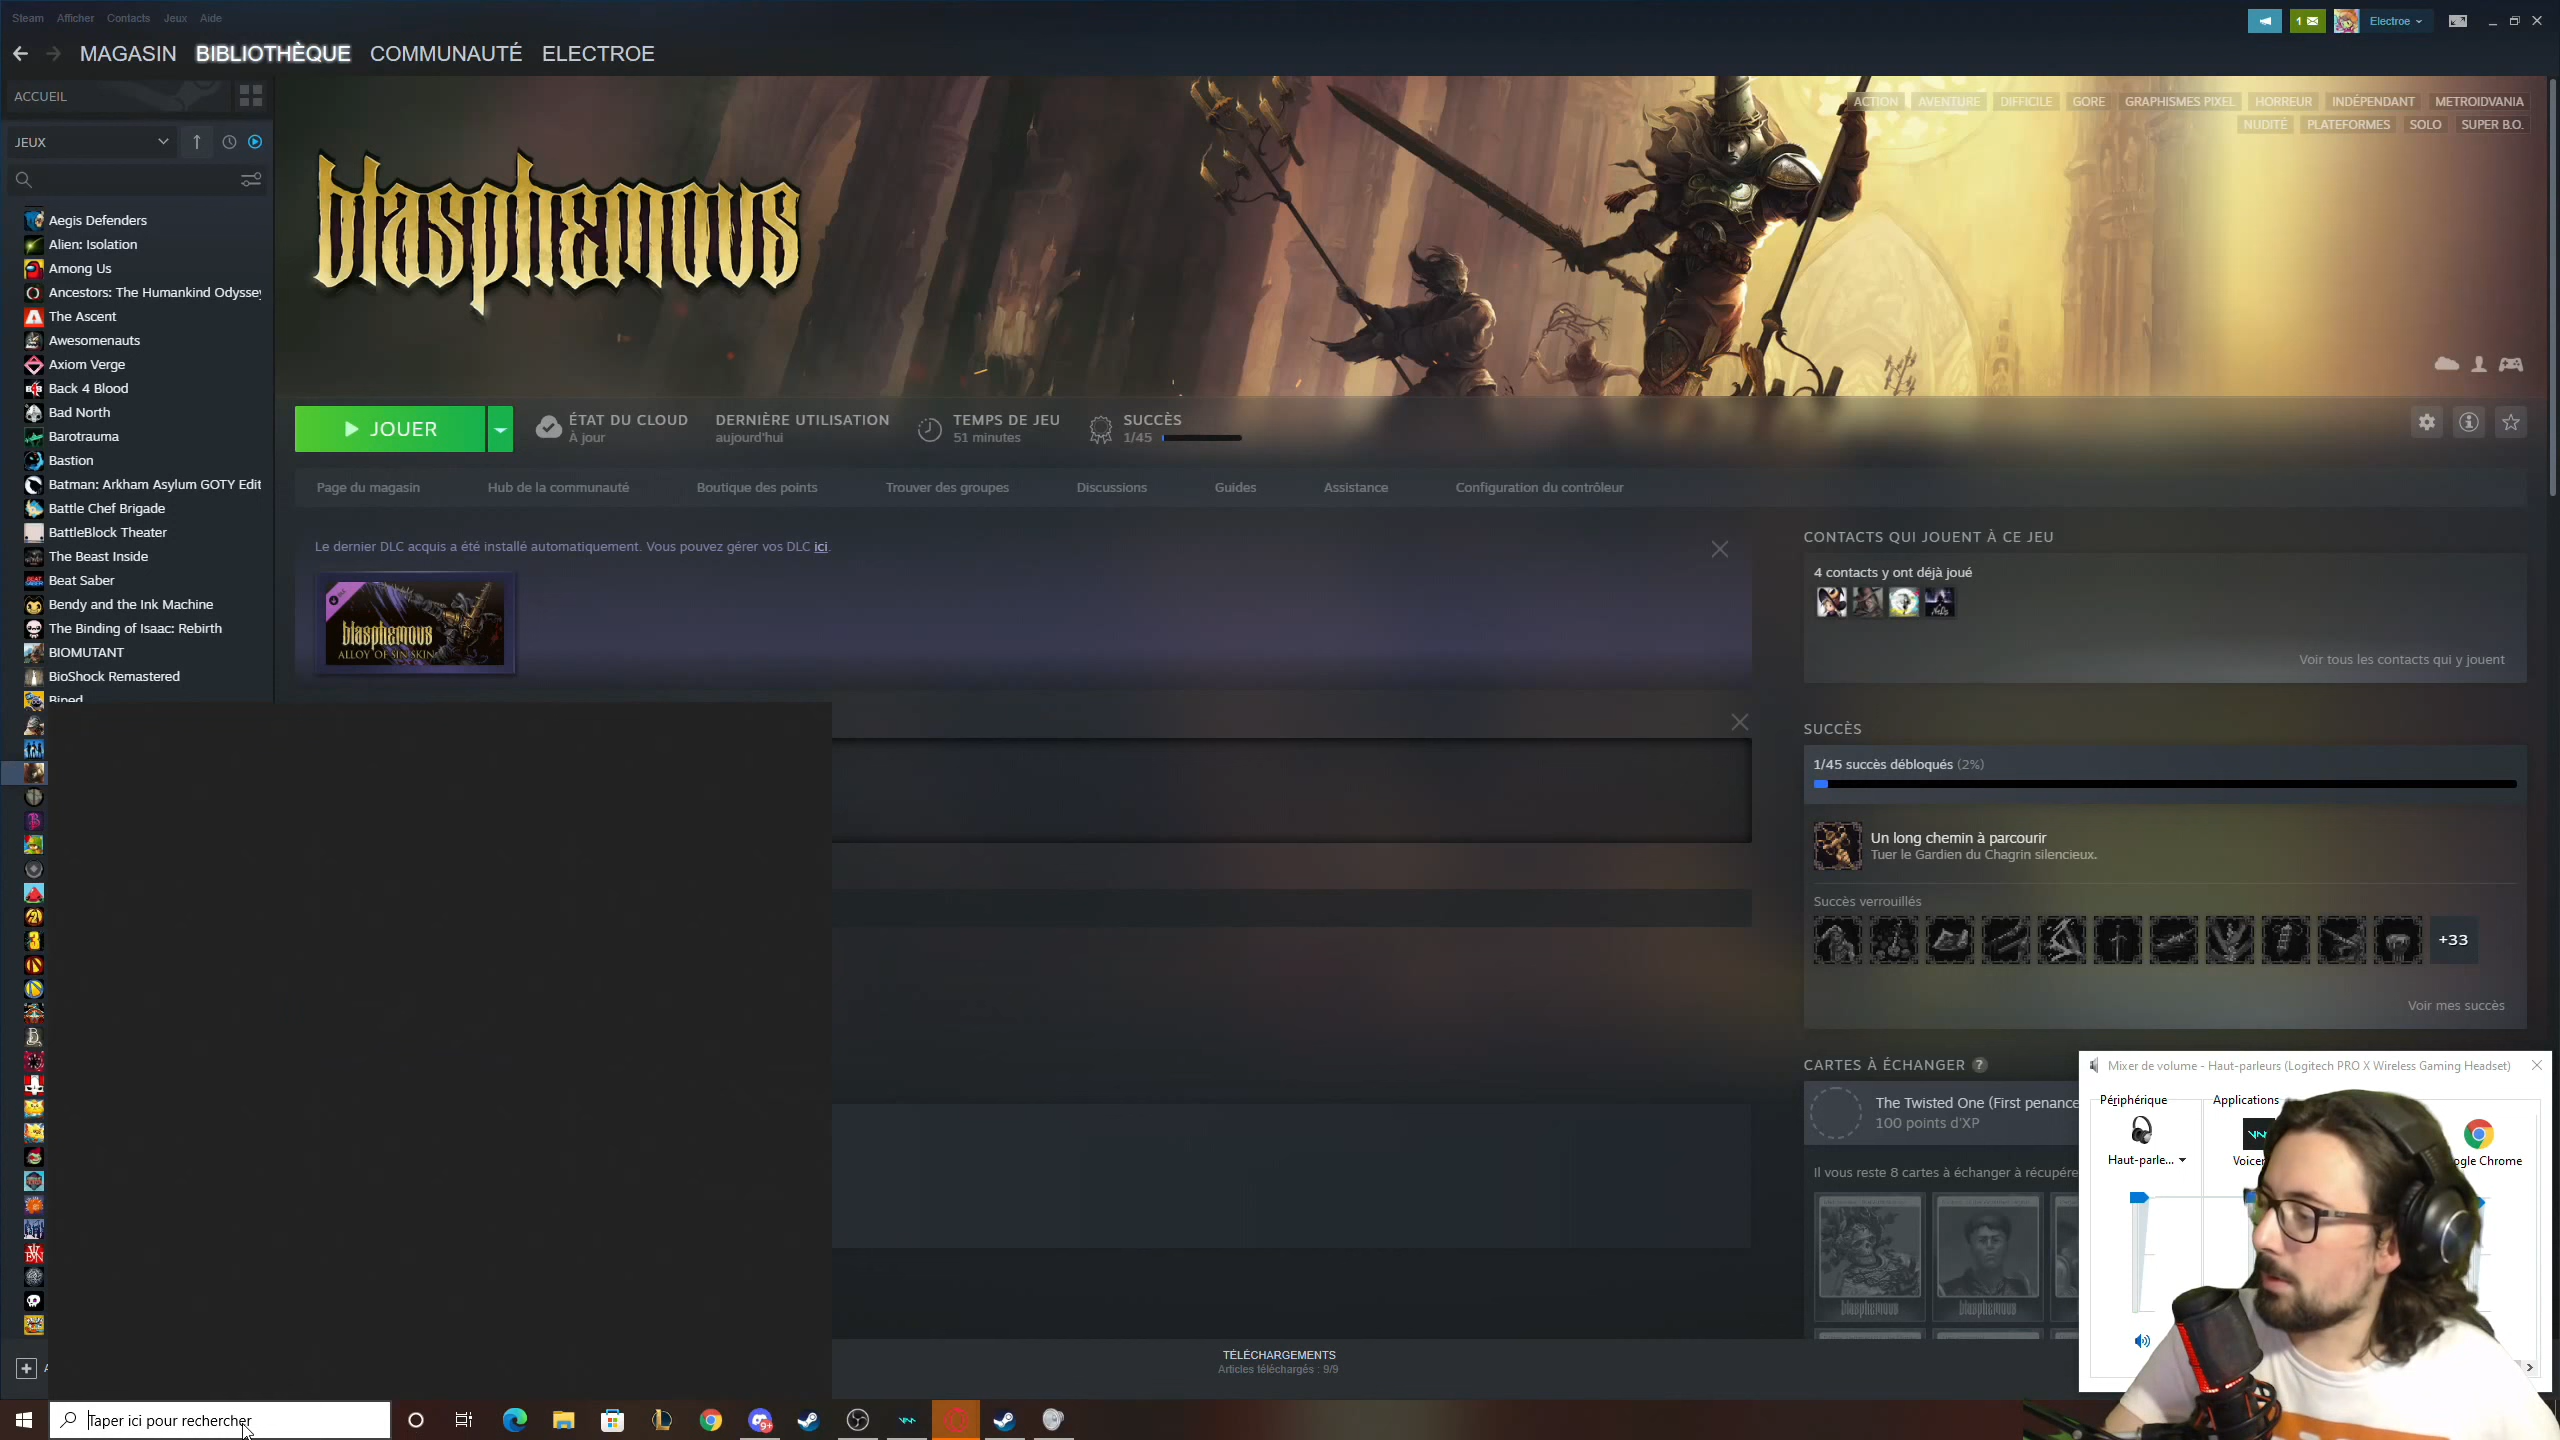 Steam Afficher Contacts Jeux Aide
1
Electroe
MAGASIN BIBLIOTHÈQUE COMMUNAUTÉ ELECTROE
ACCUEIL
JEUX
Aegis Defenders
Alien: Isolation
Among Us
Ancestors: The Humankind Odyssey
The Ascent
Awesomenauts
Axiom Verge
Back 4 Blood
Bad North
Barotrauma
Bastion
Batman: Arkham Asylum GOTY Edit
Battle Chef Brigade
BattleBlock Theater
The Beast Inside
Beat Saber
Bendy and the Ink Machine
The Binding of Isaac: Rebirth
BIOMUTANT
BioShock Remastered
Biped
blasphemous
ACTION AVENTURE DIFFICILE GORE GRAPHISMES PIXEL HORREUR INDÉPENDANT METROIDVANIA
NUDITÉ PLATEFORMES SOLO SUPER B.O.
JOUER
ÉTAT DU CLOUD
À jour
DERNIÈRE UTILISATION
aujourd'hui
TEMPS DE JEU
51 minutes
SUCCÈS
1/45
Page du magasin Hub de la communauté Boutique des points Trouver des groupes Discussions Guides Assistance Configuration du contrôleur
Le dernier DLC acquis a été installé automatiquement. Vous pouvez gérer vos DLC ici.
blasphemous
ALLOY OF SIN SKIN
CONTACTS QUI JOUENT À CE JEU
4 contacts y ont déjà joué
Voir tous les contacts qui y jouent
SUCCÈS
1/45 succès débloqués (2%)
Un long chemin à parcourir
Tuer le Gardien du Chagrin silencieux.
Succès verrouillés
+33
Voir mes succès
CARTES À ÉCHANGER ?
The Twisted One (First penance
100 points d'XP
Il vous reste 8 cartes à échanger à récupére
blasphemous
blasphemous
Mixer de volume - Haut-parleurs (Logitech PRO X Wireless Gaming Headset)
Périphérique
Applications
Haut-parle...
Voicer
ogle Chrome
TÉLÉCHARGEMENTS
Articles téléchargés : 9/9
Taper ici pour rechercher
9+